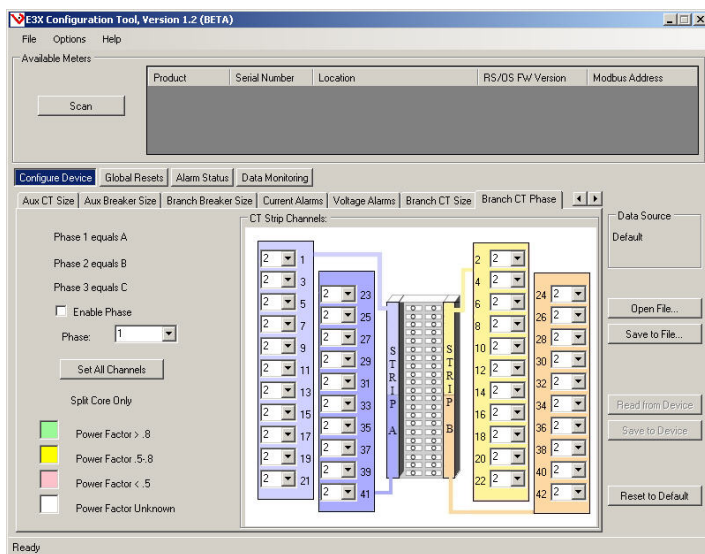 E3X Configuration Tool, Version 1.2 (BETA)
File Options Help
Available Meters
Product Serial Number Location RS/OS FW Version Modbus Address
Scan
Configure Device Global Resets Alarm Status Data Monitoring
Aux CT Size Aux Breaker Size Branch Breaker Size Current Alarms Voltage Alarms Branch CT Size Branch CT Phase
Phase 1 equals A
Phase 2 equals B
Phase 3 equals C
Enable Phase
Phase: 1
Set All Channels
Split Core Only
Power Factor > .8
Power Factor .5-.8
Power Factor < .5
Power Factor Unknown
CT Strip Channels:
2 1
2 3
2 5
2 7
2 9
2 11
2 13
2 15
2 17
2 19
2 21
2 23
2 25
2 27
2 29
2 31
2 33
2 35
2 37
2 39
2 41
STRIP A
STRIP B
2 2
4 2
6 2
8 2
10 2
12 2
14 2
16 2
18 2
20 2
22 2
24 2
26 2
28 2
30 2
32 2
34 2
36 2
38 2
40 2
42 2
Data Source
Default
Open File...
Save to File...
Read from Device
Save to Device
Reset to Default
Ready